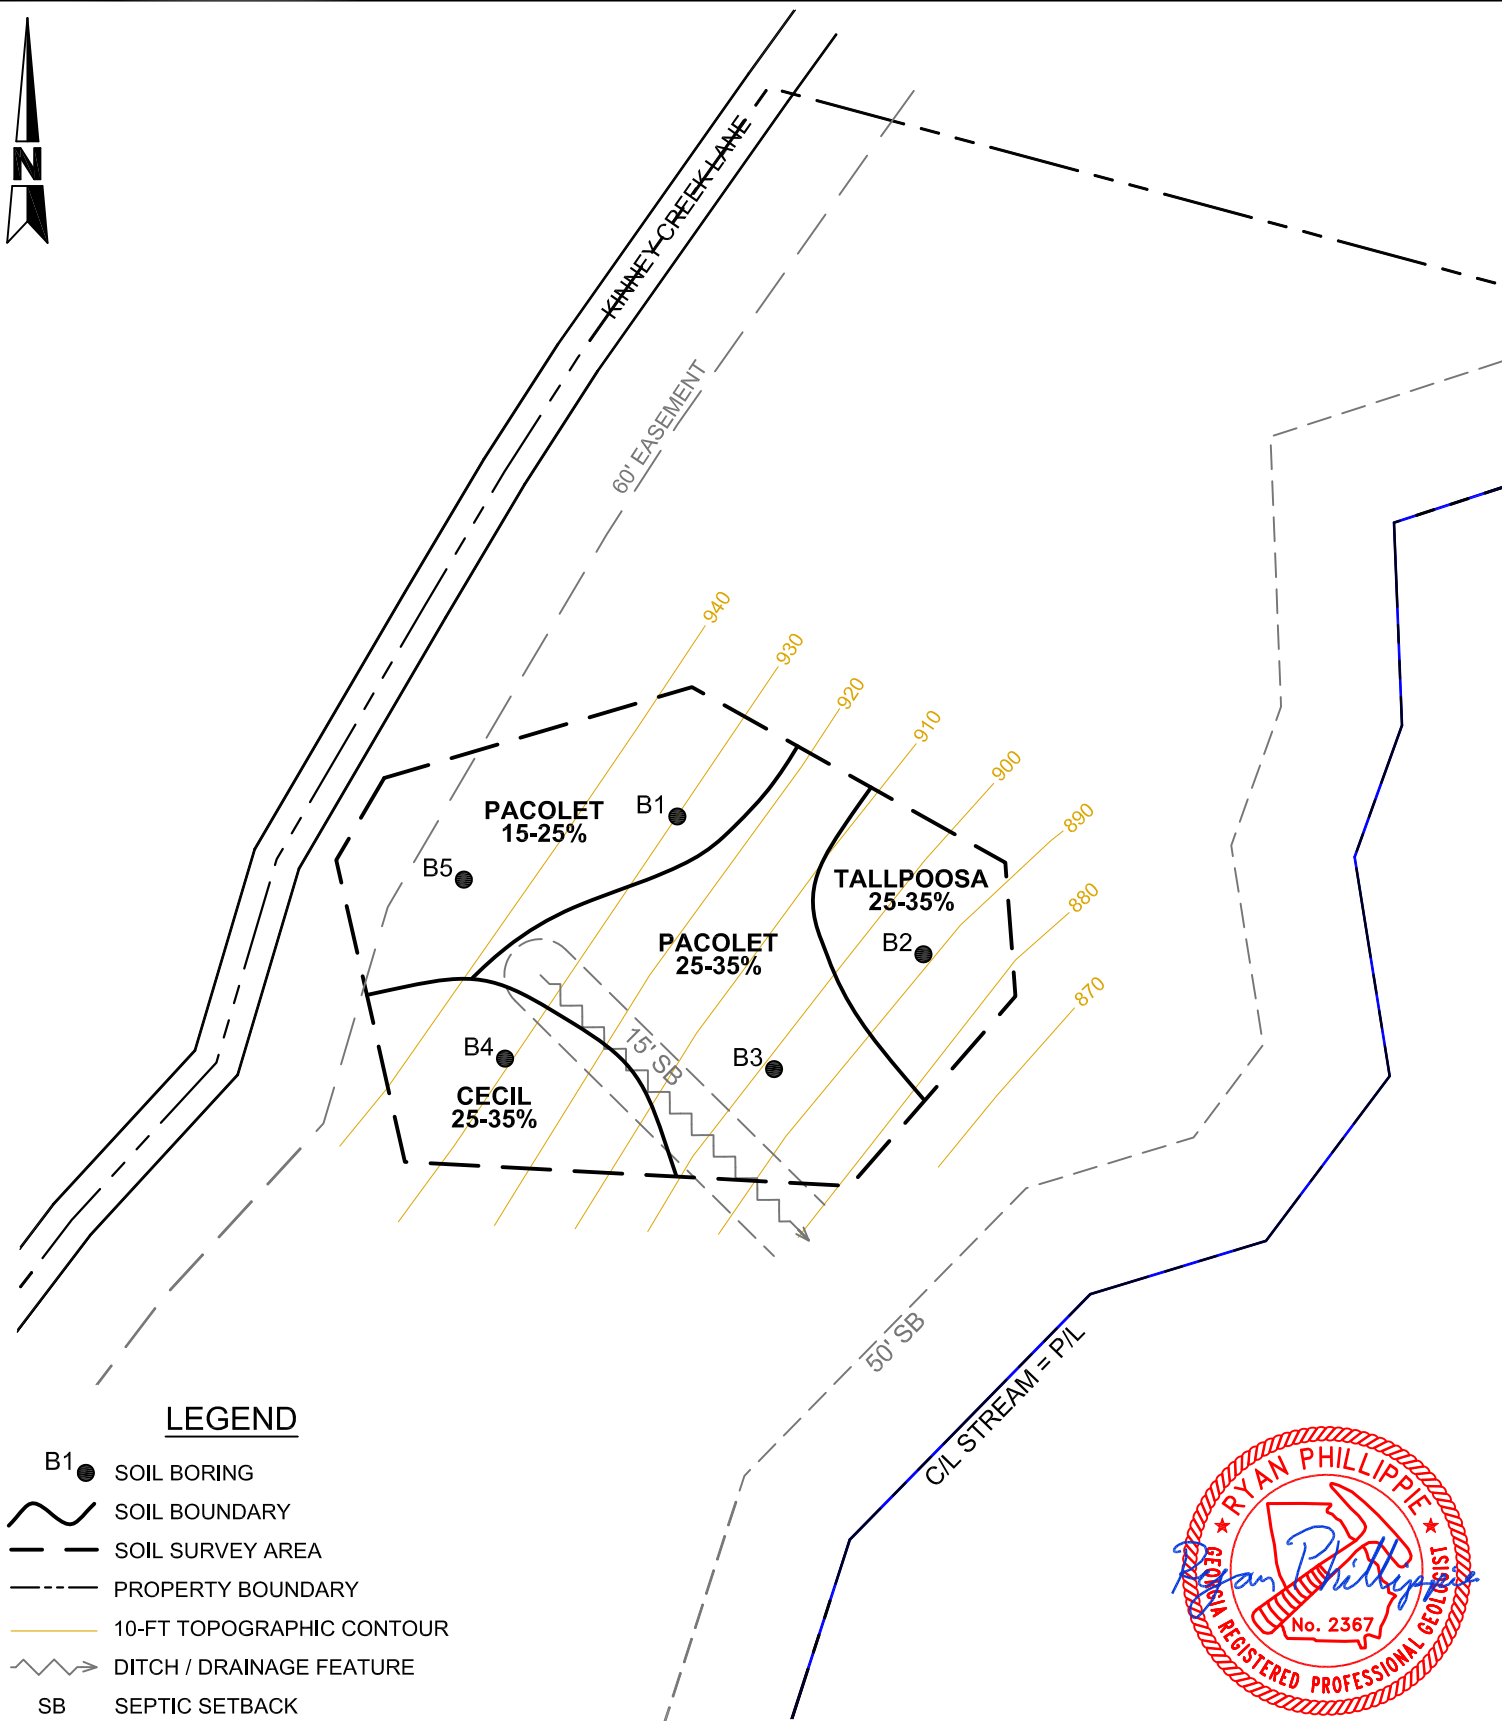 N
KINNEY CREEK LANE
60' EASEMENT
940
930
920
910
900
890
880
870
PACOLET
15-25%
B1
B5
TALLPOOSA
25-35%
B2
PACOLET
25-35%
15' SB
B3
B4
CECIL
25-35%
50' SB
C/L STREAM = P/L
LEGEND
B1 SOIL BORING
SOIL BOUNDARY
SOIL SURVEY AREA
PROPERTY BOUNDARY
10-FT TOPOGRAPHIC CONTOUR
DITCH / DRAINAGE FEATURE
SB SEPTIC SETBACK
★ RYAN PHILLIPPIE ★
GEORGIA REGISTERED PROFESSIONAL GEOLOGIST
No. 2367
Ryan Phillippie